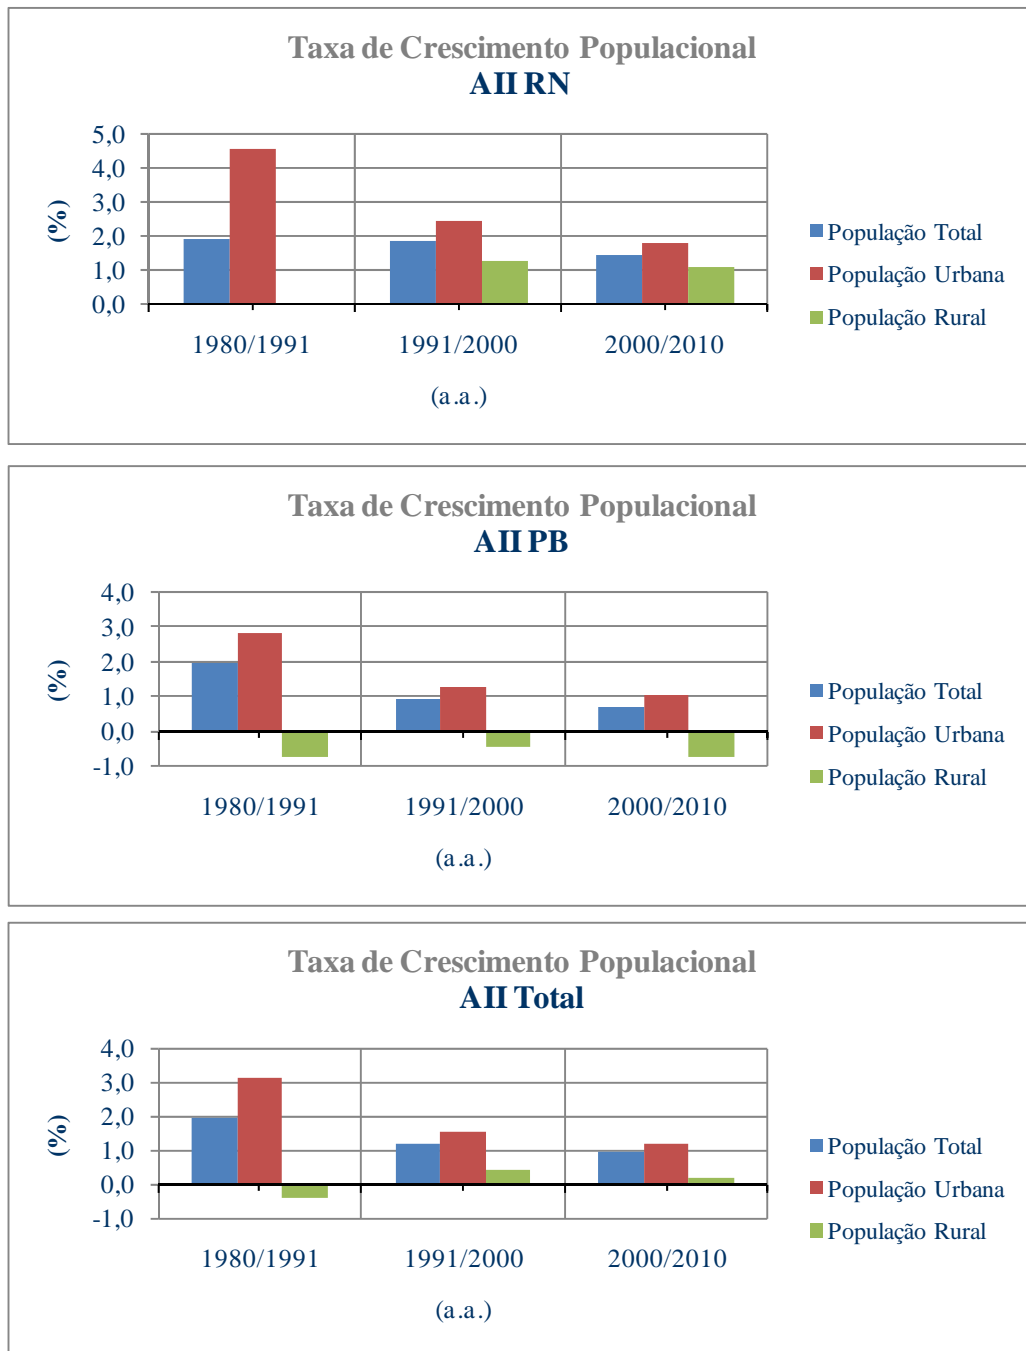 Taxa de Crescimento Populacional
AII RN
5,0
4,0
3,0
2,0
1,0
0,0
(%)
1980/1991
1991/2000
2000/2010
(a.a.)
População Total
População Urbana
População Rural
Taxa de Crescimento Populacional
AII PB
4,0
3,0
2,0
1,0
0,0
-1,0
(%)
1980/1991
1991/2000
2000/2010
(a.a.)
População Total
População Urbana
População Rural
Taxa de Crescimento Populacional
AII Total
4,0
3,0
2,0
1,0
0,0
-1,0
(%)
1980/1991
1991/2000
2000/2010
(a.a.)
População Total
População Urbana
População Rural